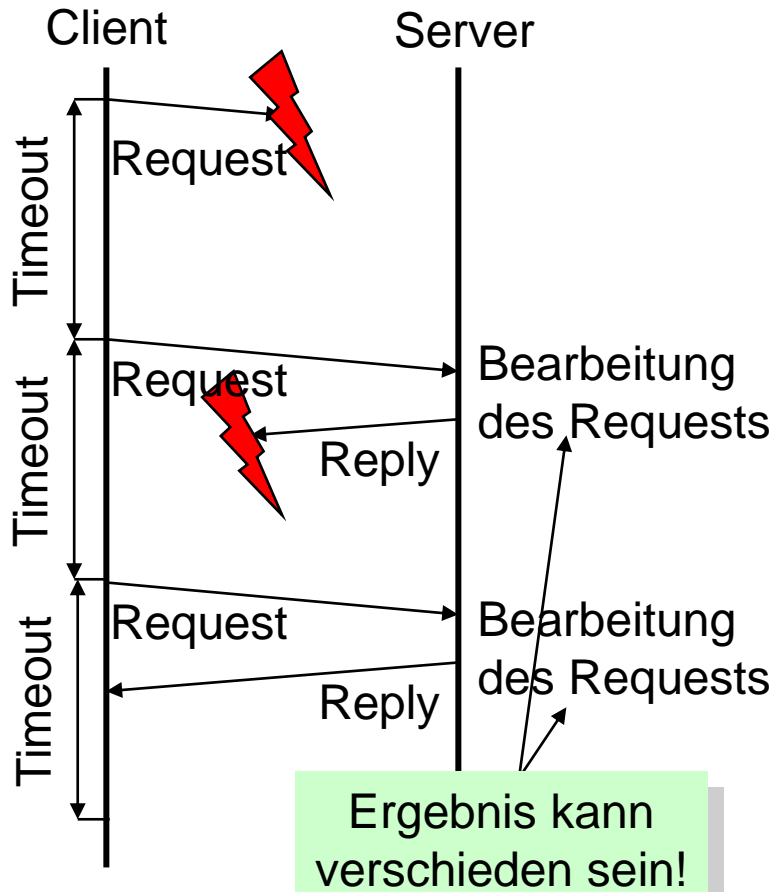 Client
Server
Timeout
Request
Timeout
Request
Bearbeitung
des Requests
Reply
Timeout
Request
Bearbeitung
des Requests
Reply
Ergebnis kann
verschieden sein!